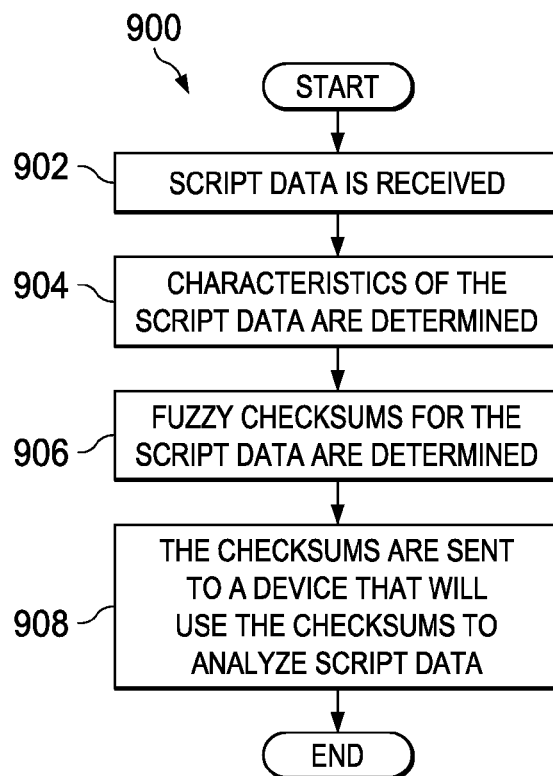 900
START
902
SCRIPT DATA IS RECEIVED
904
CHARACTERISTICS OF THE
SCRIPT DATA ARE DETERMINED
906
FUZZY CHECKSUMS FOR THE
SCRIPT DATA ARE DETERMINED
908
THE CHECKSUMS ARE SENT
TO A DEVICE THAT WILL
USE THE CHECKSUMS TO
ANALYZE SCRIPT DATA
END